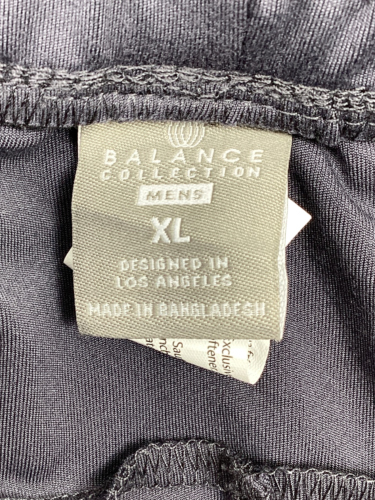 BALANCE
COLLECTION
MENS
XL
DESIGNED IN
LOS ANGELES
MADE IN BANGLADESH